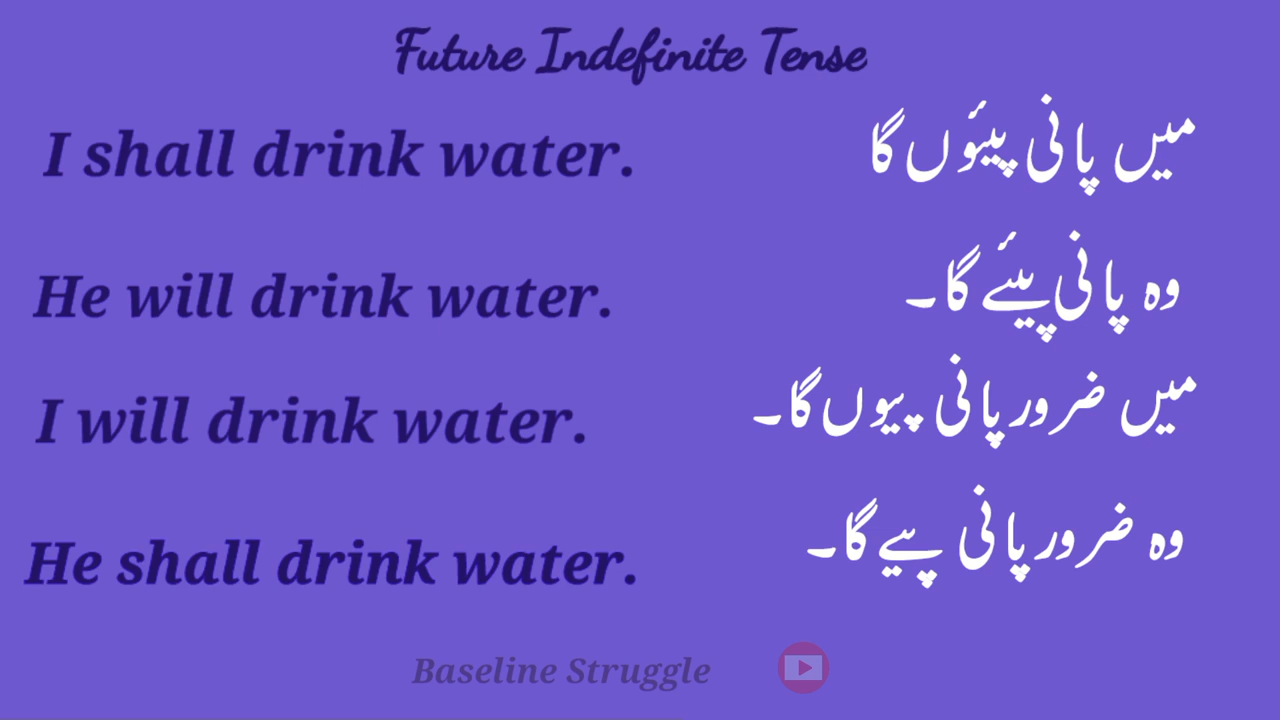 Future Indefinite Tense
I shall drink water. میں پانی پیئوں گا
He will drink water. وہ پانی پیئے گا۔
I will drink water. میں ضرور پانی پیوں گا۔
He shall drink water. وہ ضرور پانی پیے گا۔
Baseline Struggle